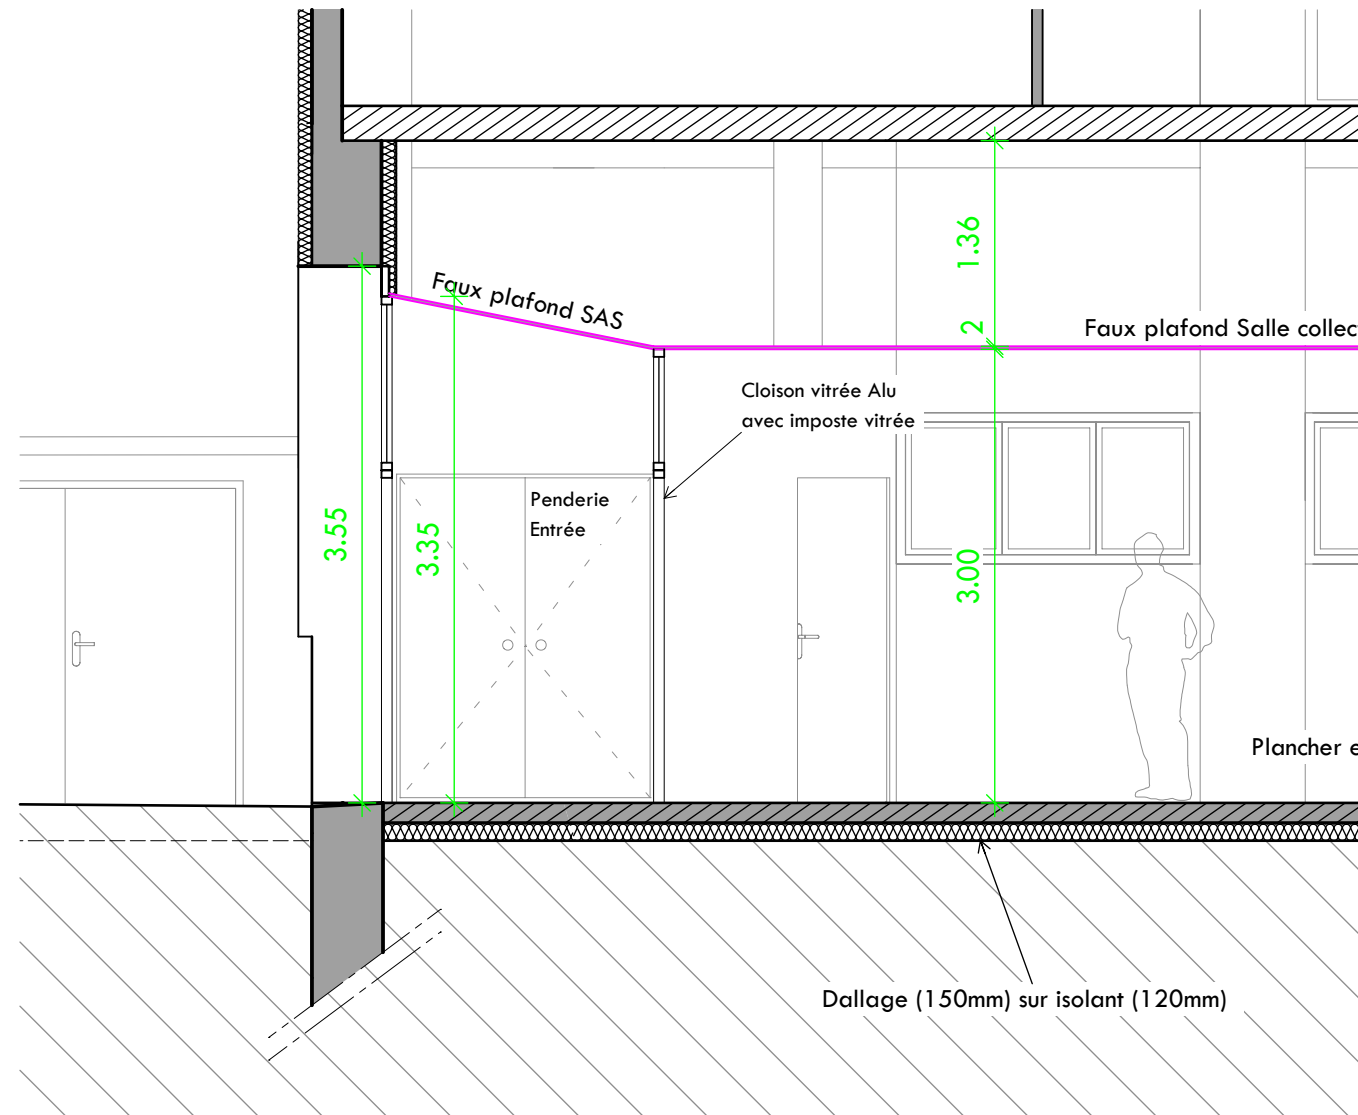 1.36
Faux plafond SAS
2
Faux plafond Salle collec
Cloison vitrée Alu
avec imposte vitrée
Penderie
Entrée
3.55
3.35
3.00
Plancher e
Dallage (150mm) sur isolant (120mm)